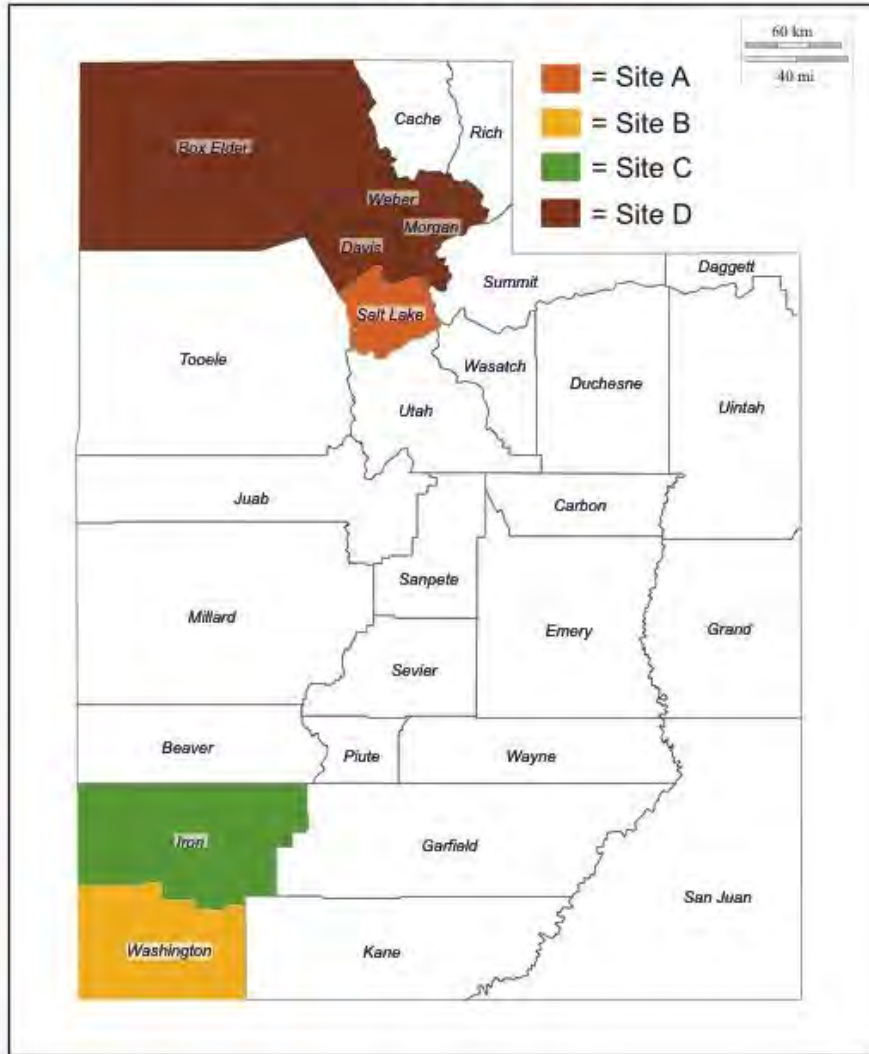 60 km
40 mi
= Site A
= Site B
= Site C
= Site D
Cache
Rich
Box Elder
Weber
Morgan
Davis
Summit
Daggett
Salt Lake
Tooele
Wasatch
Duchesne
Utah
Uintah
Juab
Carbon
Sanpete
Millard
Emery
Grand
Sevier
Beaver
Piute
Wayne
Iron
Garfield
San Juan
Washington
Kane